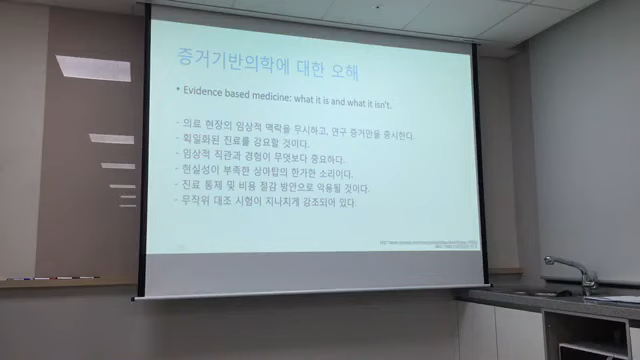 증거기반의학에 대한 오해
• Evidence based medicine: what it is and what it isn't.
- 의료 현장의 임상적 맥락을 무시하고, 연구 증거만을 중시한다.
- 획일화된 진료를 강요할 것이다.
- 임상적 직관과 경험이 무엇보다 중요하다.
- 현실성이 부족한 상아탑의 한가한 소리이다.
- 진료 통제 및 비용 절감 방안으로 악용될 것이다.
- 무작위 대조 시험이 지나치게 강조되어 있다.